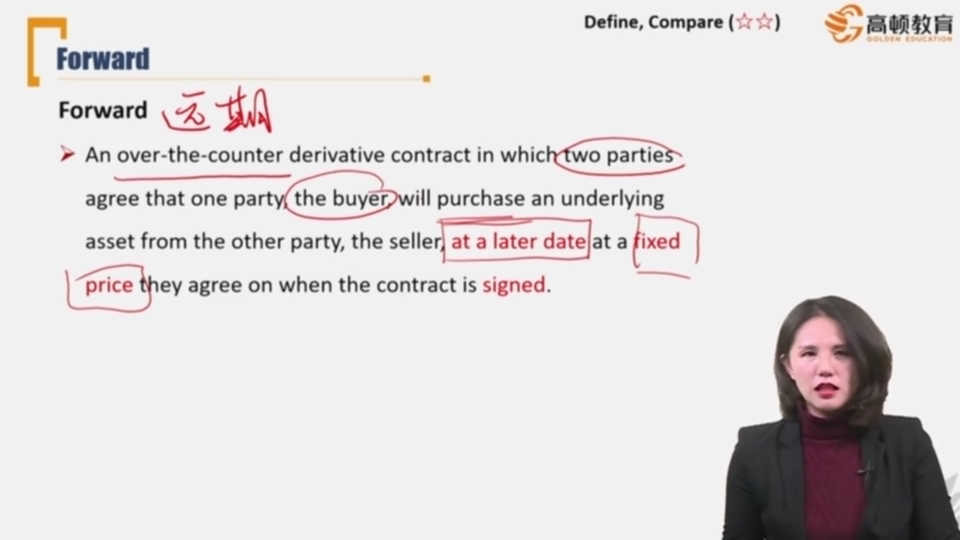 Define, Compare (☆☆)
高顿教育
GOLDEN EDUCATION
Forward
Forward 远期
➢ An over-the-counter derivative contract in which two parties
agree that one party, the buyer, will purchase an underlying
asset from the other party, the seller, at a later date at a fixed
price they agree on when the contract is signed.